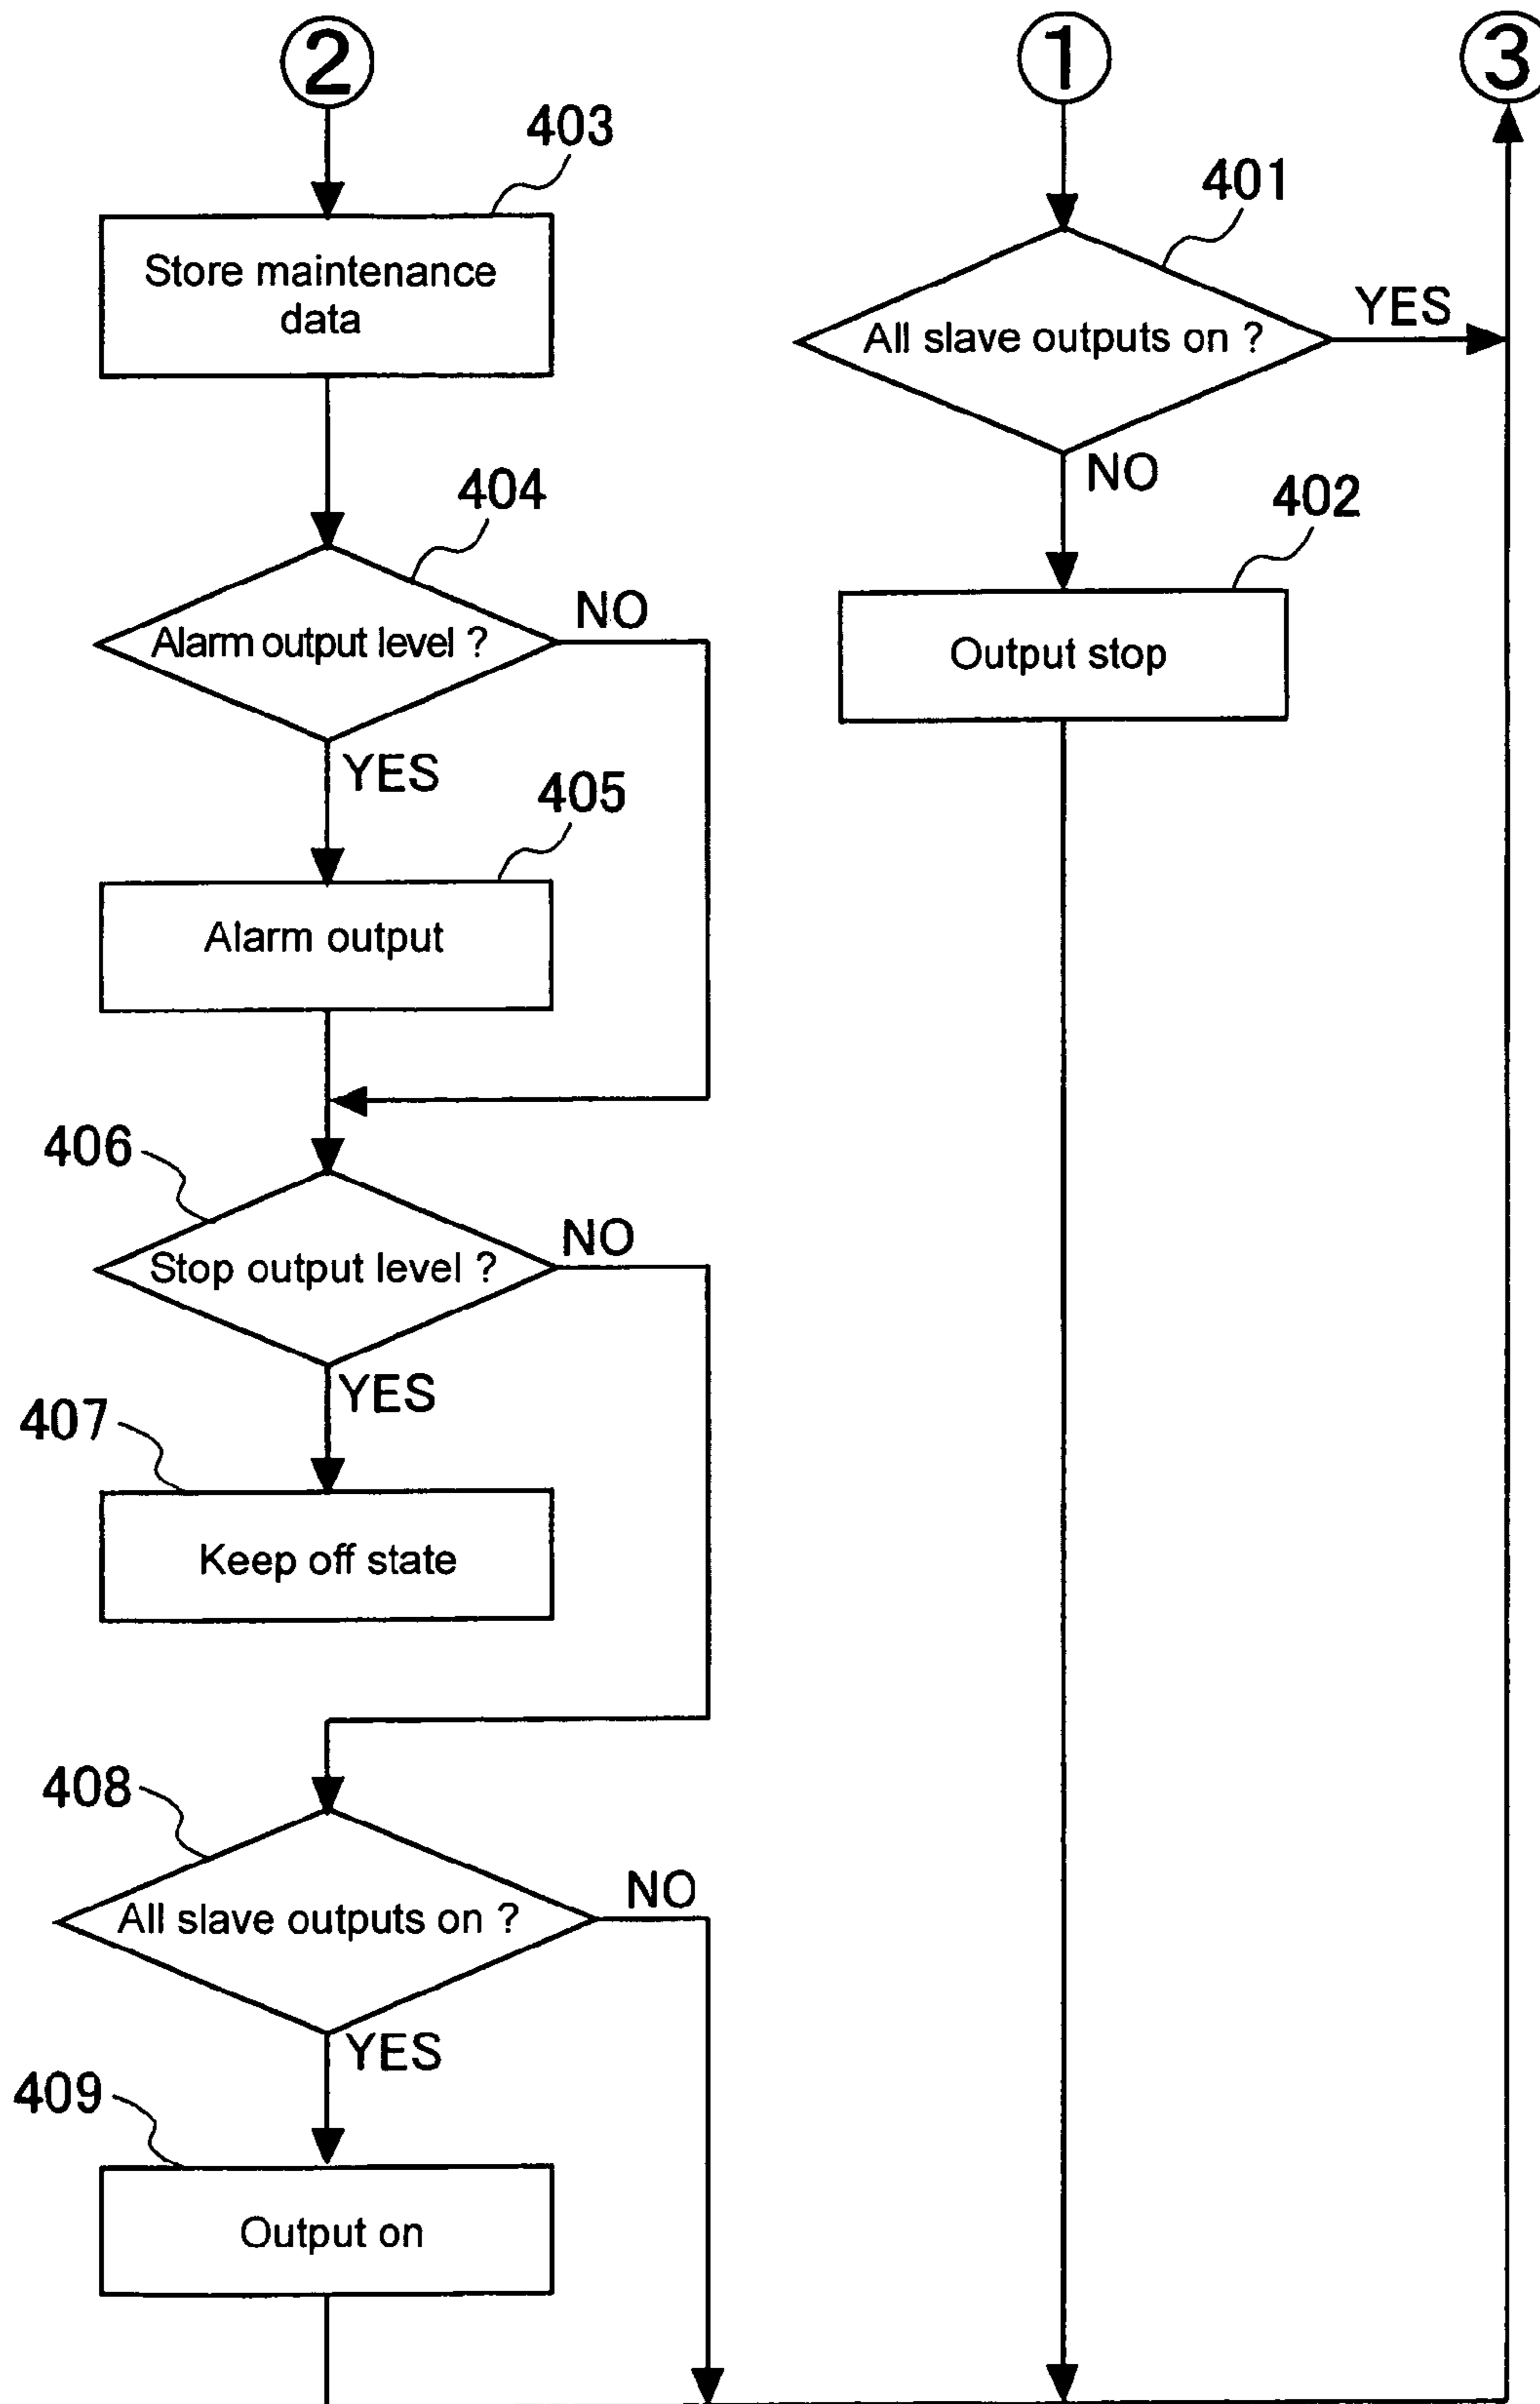 2
1
3
403
Store maintenance
data
401
All slave outputs on ?
YES
NO
402
Output stop
404
Alarm output level ?
NO
YES
405
Alarm output
406
Stop output level ?
NO
YES
407
Keep off state
408
All slave outputs on ?
NO
YES
409
Output on